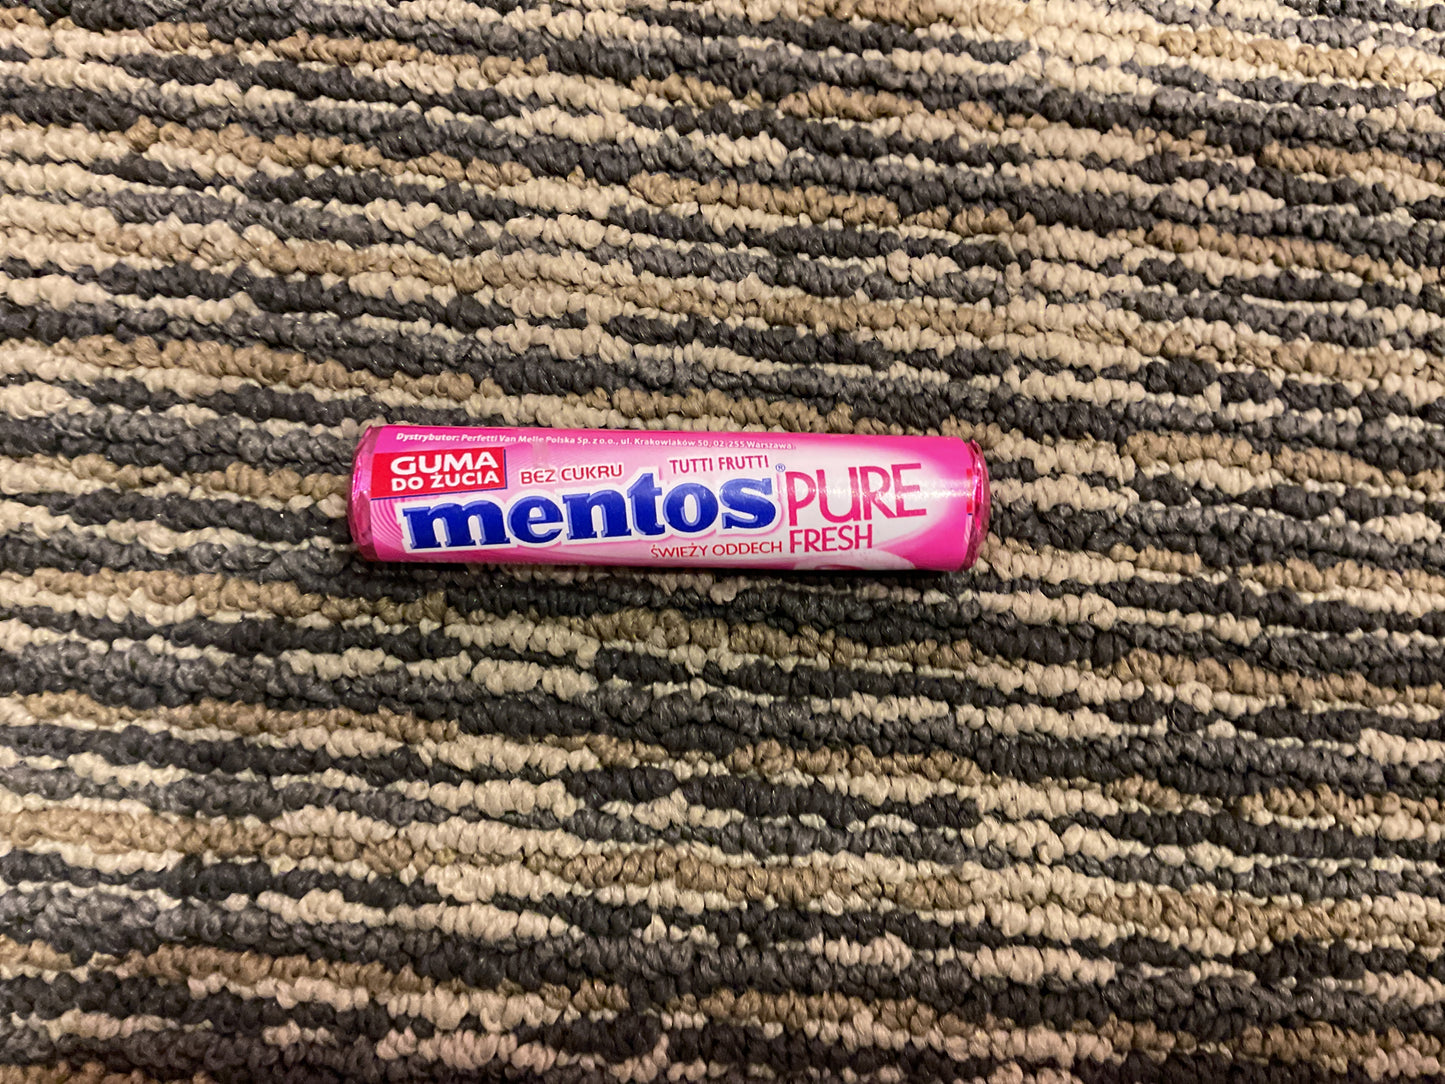 Dystrybutor: Perfetti Van Melle Polska Sp. z o.o., ul. Krakowiaków 50, 02-255 Warszawa.
GUMA
DO ŻUCIA
BEZ CUKRU
TUTTI FRUTTI
mentos®
PURE
FRESH
ŚWIEŻY ODDECH